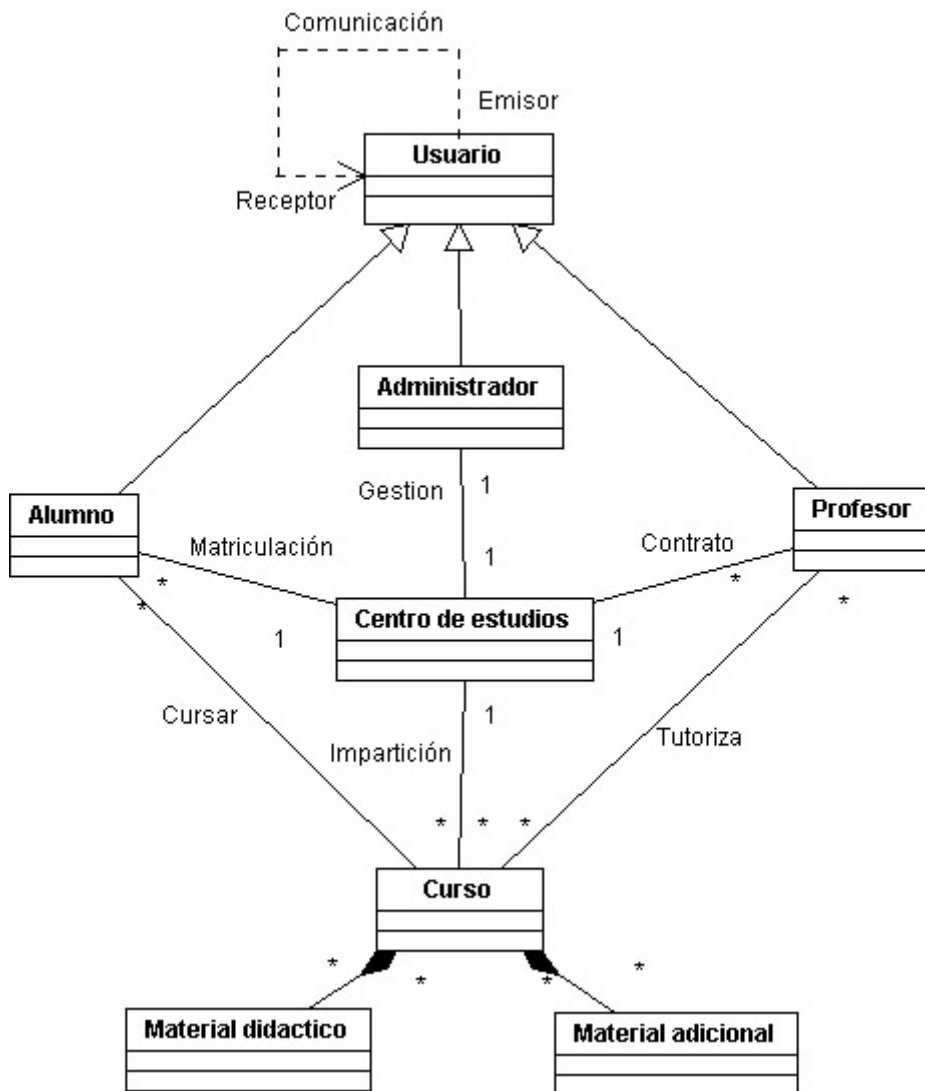 Comunicación
Emisor
Usuario
Receptor
Administrador
Gestion
1
Alumno
Profesor
Matriculación
Contrato
1
*
*
*
*
Centro de estudios
1
1
1
Cursar
Tutoriza
Impartición
*
*
*
Curso
*
*
*
*
Material didactico
Material adicional